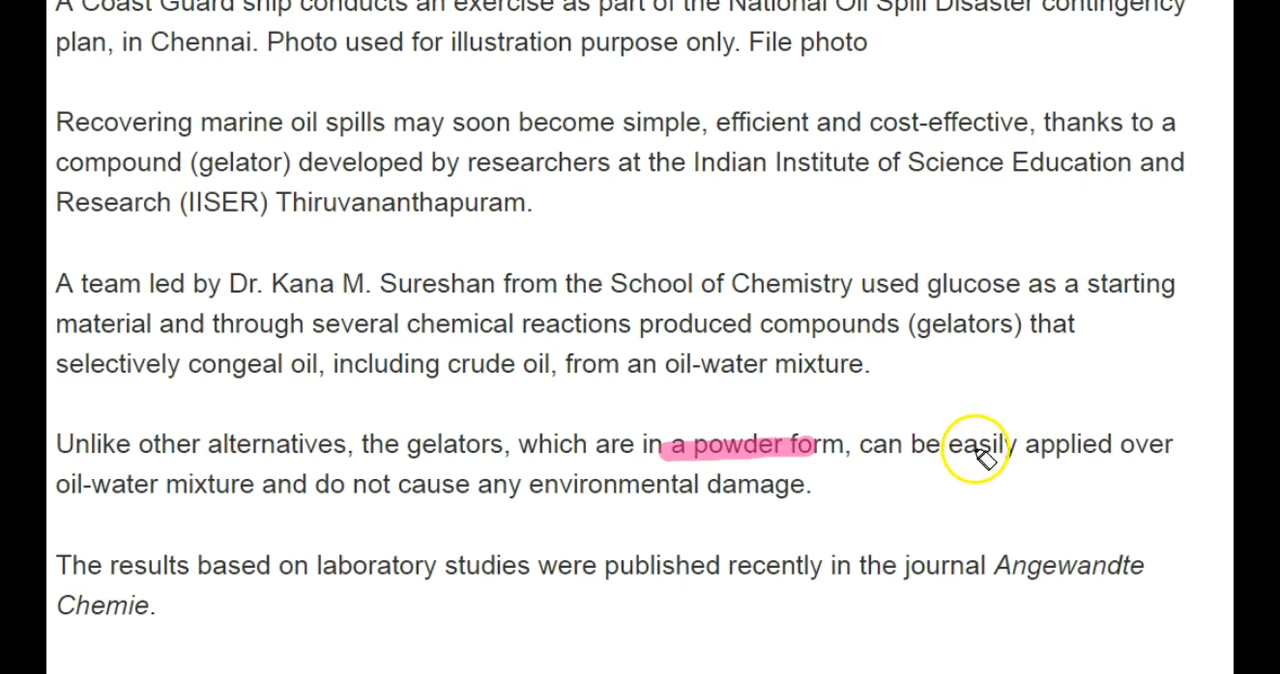 A Coast Guard ship conducts an exercise as part of the National Oil Spill Disaster contingency
plan, in Chennai. Photo used for illustration purpose only. File photo
Recovering marine oil spills may soon become simple, efficient and cost-effective, thanks to a
compound (gelator) developed by researchers at the Indian Institute of Science Education and
Research (IISER) Thiruvananthapuram.
A team led by Dr. Kana M. Sureshan from the School of Chemistry used glucose as a starting
material and through several chemical reactions produced compounds (gelators) that
selectively congeal oil, including crude oil, from an oil-water mixture.
Unlike other alternatives, the gelators, which are in a powder form, can be easily applied over
oil-water mixture and do not cause any environmental damage.
The results based on laboratory studies were published recently in the journal Angewandte
Chemie.